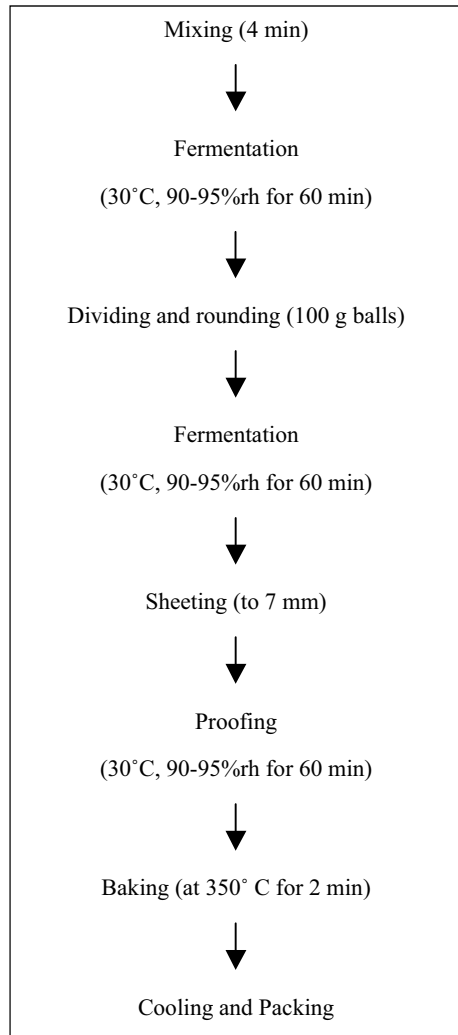 Mixing (4 min)
Fermentation
(30˚C, 90-95%rh for 60 min)
Dividing and rounding (100 g balls)
Fermentation
(30˚C, 90-95%rh for 60 min)
Sheeting (to 7 mm)
Proofing
(30˚C, 90-95%rh for 60 min)
Baking (at 350˚ C for 2 min)
Cooling and Packing